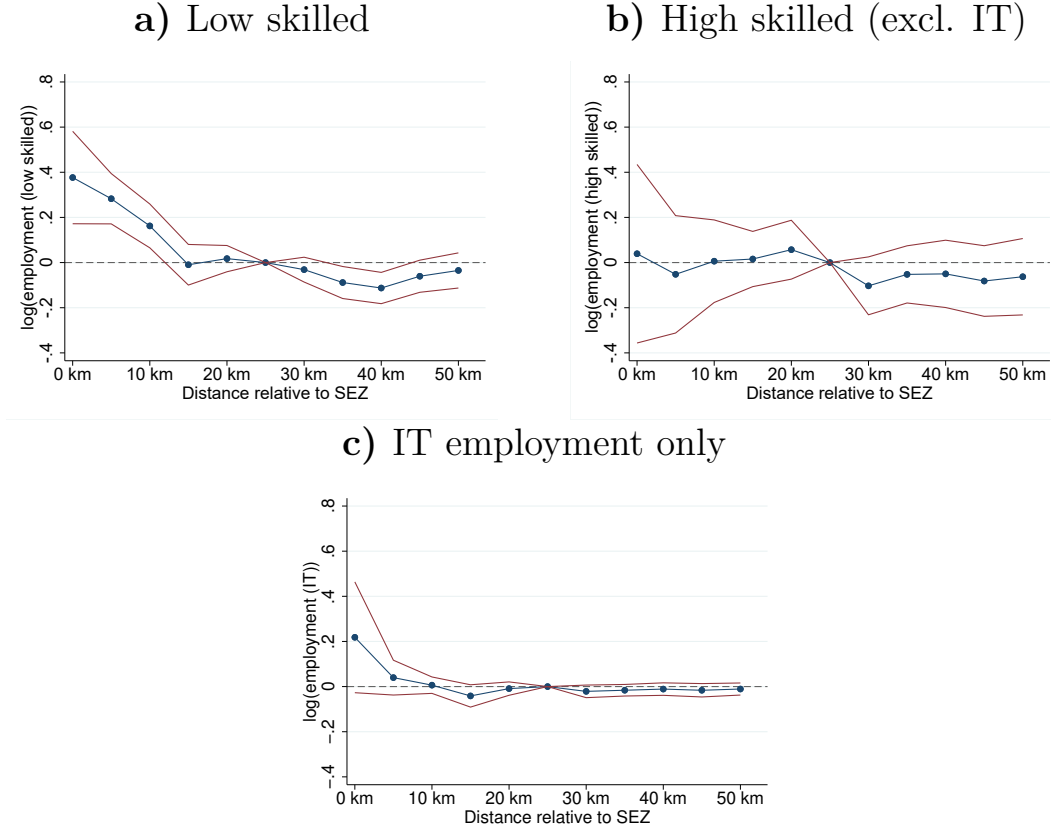 a) Low skilled
log(employment (low skilled))
.8
.6
.4
.2
0
-.2
-.4
0 km
10 km
20 km
30 km
40 km
50 km
Distance relative to SEZ
b) High skilled (excl. IT)
log(employment (high skilled))
.8
.6
.4
.2
0
-.2
-.4
0 km
10 km
20 km
30 km
40 km
50 km
Distance relative to SEZ
c) IT employment only
log(employment (IT))
.8
.6
.4
.2
0
-.2
-.4
0 km
10 km
20 km
30 km
40 km
50 km
Distance relative to SEZ